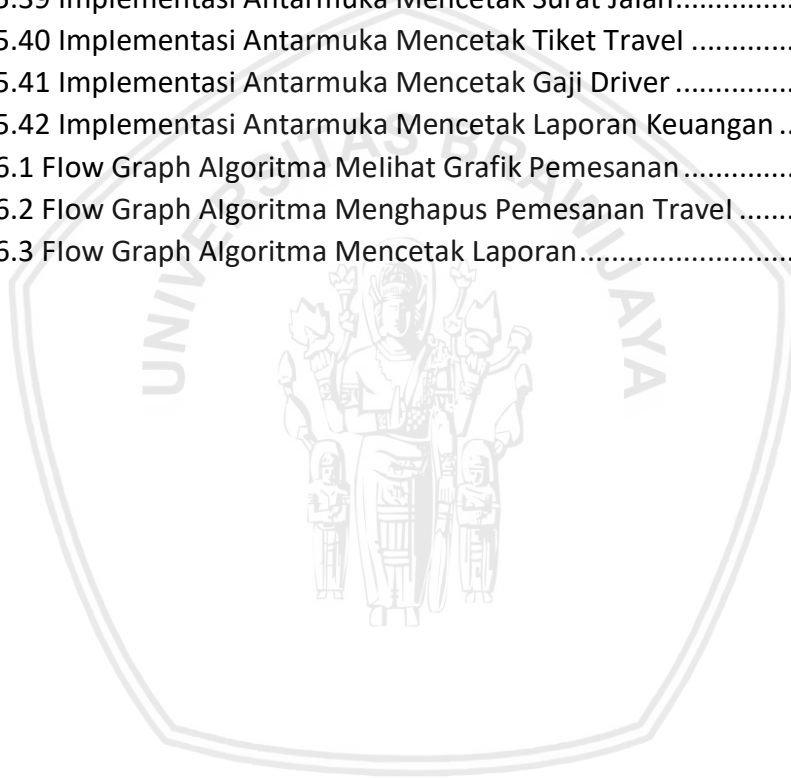 5.39 Implementasi Antarmuka Mencetak Surat Jalan..............
5.40 Implementasi Antarmuka Mencetak Tiket Travel .............
5.41 Implementasi Antarmuka Mencetak Gaji Driver ...............
5.42 Implementasi Antarmuka Mencetak Laporan Keuangan ..
6.1 Flow Graph Algoritma Melihat Grafik Pemesanan..............
6.2 Flow Graph Algoritma Menghapus Pemesanan Travel .......
6.3 Flow Graph Algoritma Mencetak Laporan...........................
UNIVERSITAS BRAWIJAYA